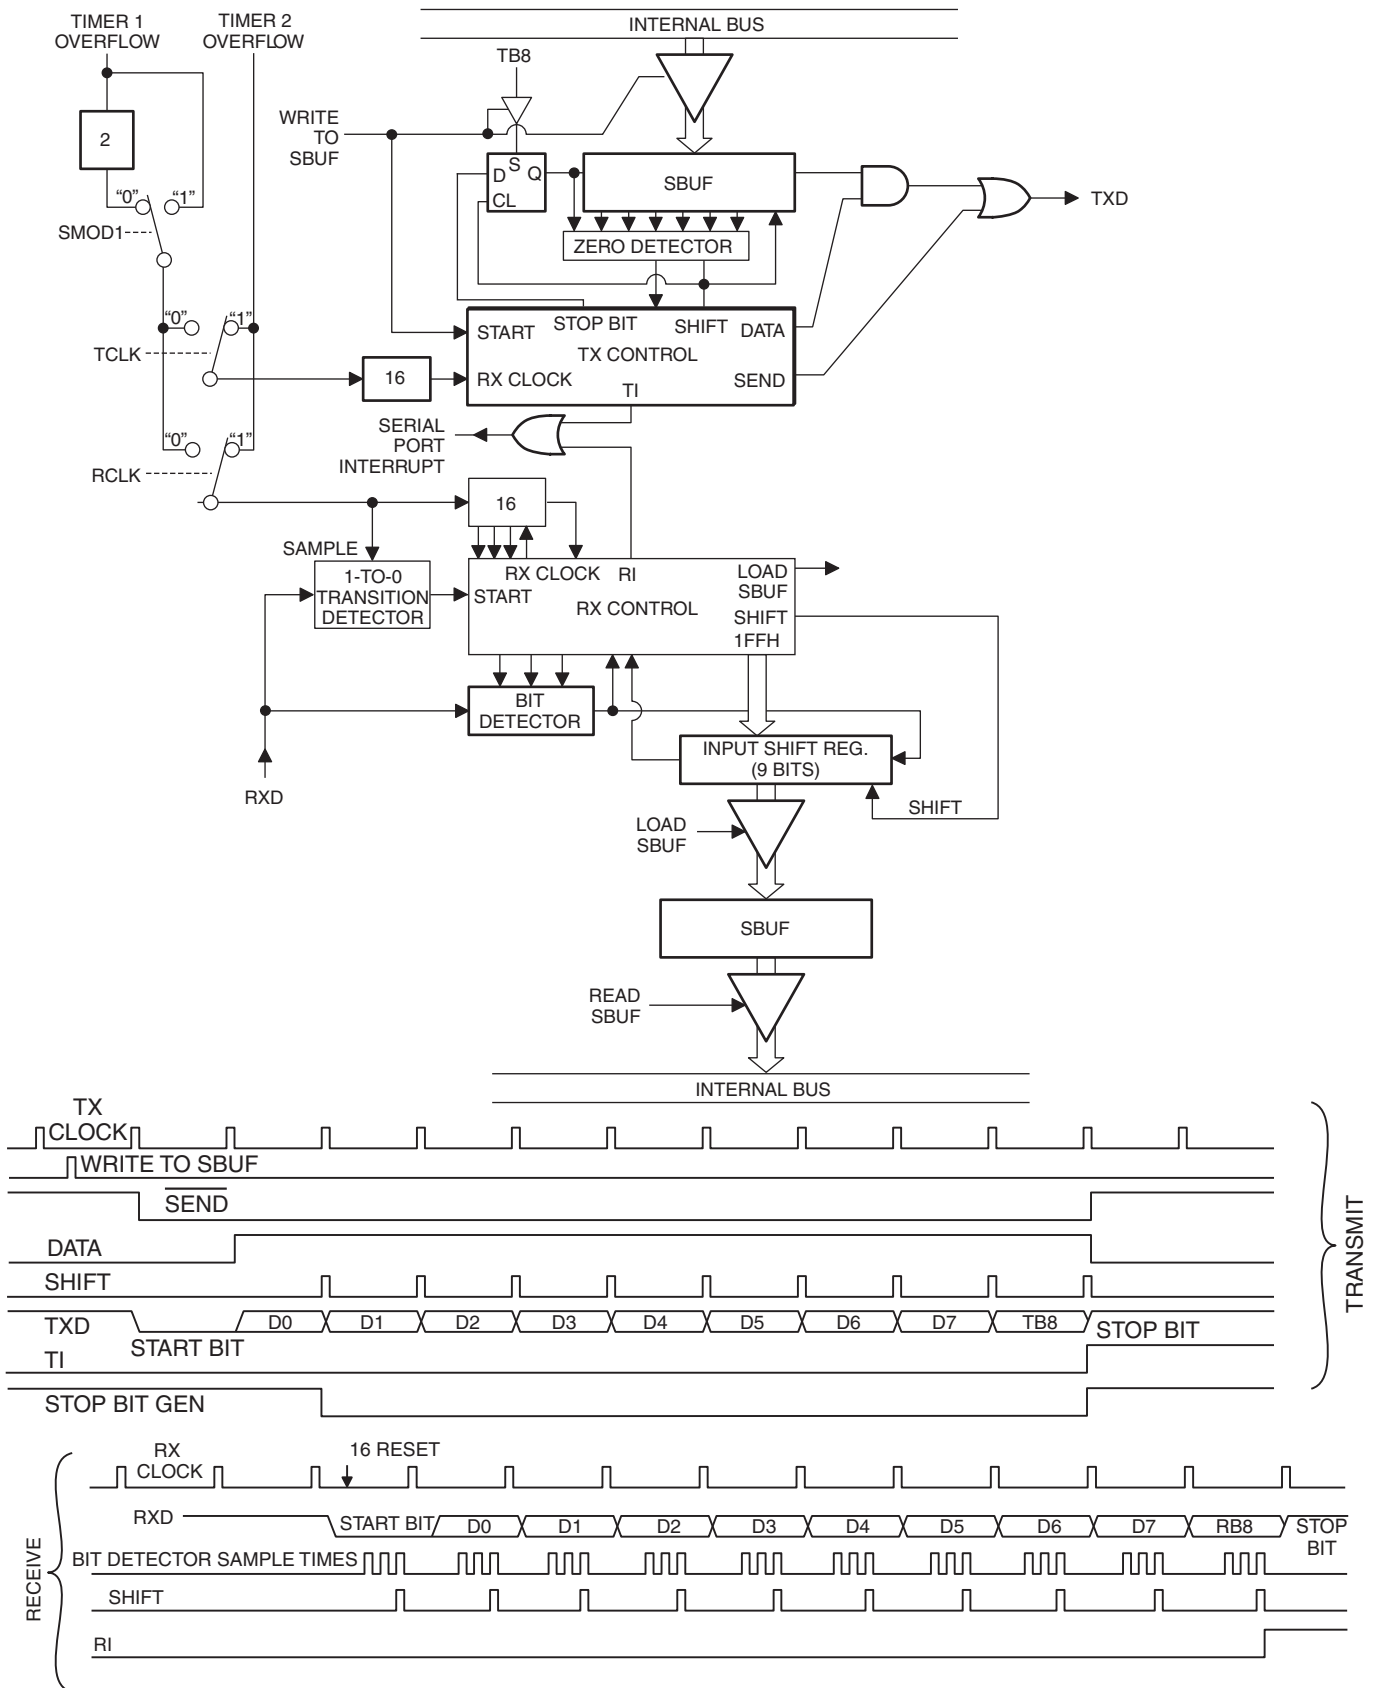 TIMER 1
OVERFLOW
TIMER 2
OVERFLOW
INTERNAL BUS
TB8
2
WRITE
TO
SBUF
S
D
Q
CL
SBUF
TXD
"0"
"1"
SMOD1
ZERO DETECTOR
"0"
"1"
TCLK
START
STOP BIT
SHIFT
DATA
TX CONTROL
16
RX CLOCK
TI
SEND
SERIAL
PORT
INTERRUPT
"0"
"1"
RCLK
16
SAMPLE
1-TO-0
TRANSITION
DETECTOR
RX CLOCK
RI
START
RX CONTROL
LOAD
SBUF
SHIFT
1FFH
BIT
DETECTOR
INPUT SHIFT REG.
(9 BITS)
RXD
SHIFT
LOAD
SBUF
SBUF
READ
SBUF
INTERNAL BUS
TX
CLOCK
WRITE TO SBUF
SEND
DATA
SHIFT
TXD
START BIT
D0
D1
D2
D3
D4
D5
D6
D7
TB8
STOP BIT
TI
STOP BIT GEN
TRANSMIT
RX
CLOCK
16 RESET
RXD
START BIT
D0
D1
D2
D3
D4
D5
D6
D7
RB8
STOP
BIT
BIT DETECTOR SAMPLE TIMES
SHIFT
RI
RECEIVE